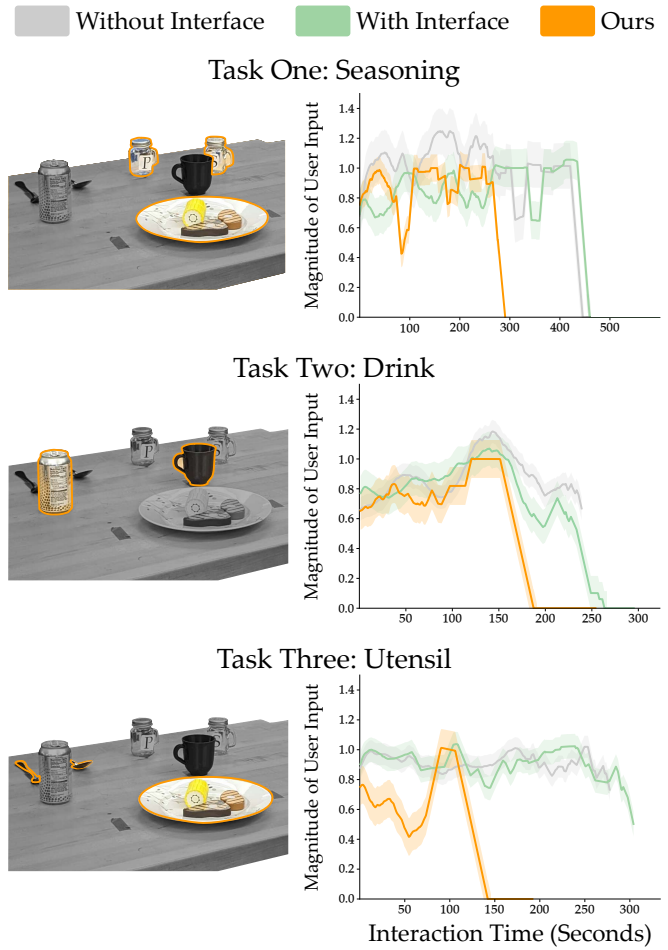 Without Interface With Interface Ours
Task One: Seasoning
Magnitude of User Input
1.4
1.2
1.0
0.8
0.6
0.4
0.2
0.0
100 200 300 400 500
P
Task Two: Drink
Magnitude of User Input
1.4
1.2
1.0
0.8
0.6
0.4
0.2
0.0
50 100 150 200 250 300
P
Task Three: Utensil
Magnitude of User Input
1.4
1.2
1.0
0.8
0.6
0.4
0.2
0.0
50 100 150 200 250 300
P
Interaction Time (Seconds)